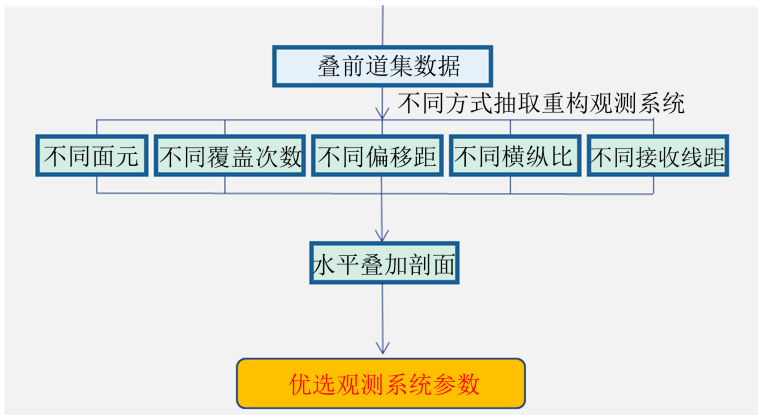 叠前道集数据
不同方式抽取重构观测系统
不同面元
不同覆盖次数
不同偏移距
不同横纵比
不同接收线距
水平叠加剖面
优选观测系统参数